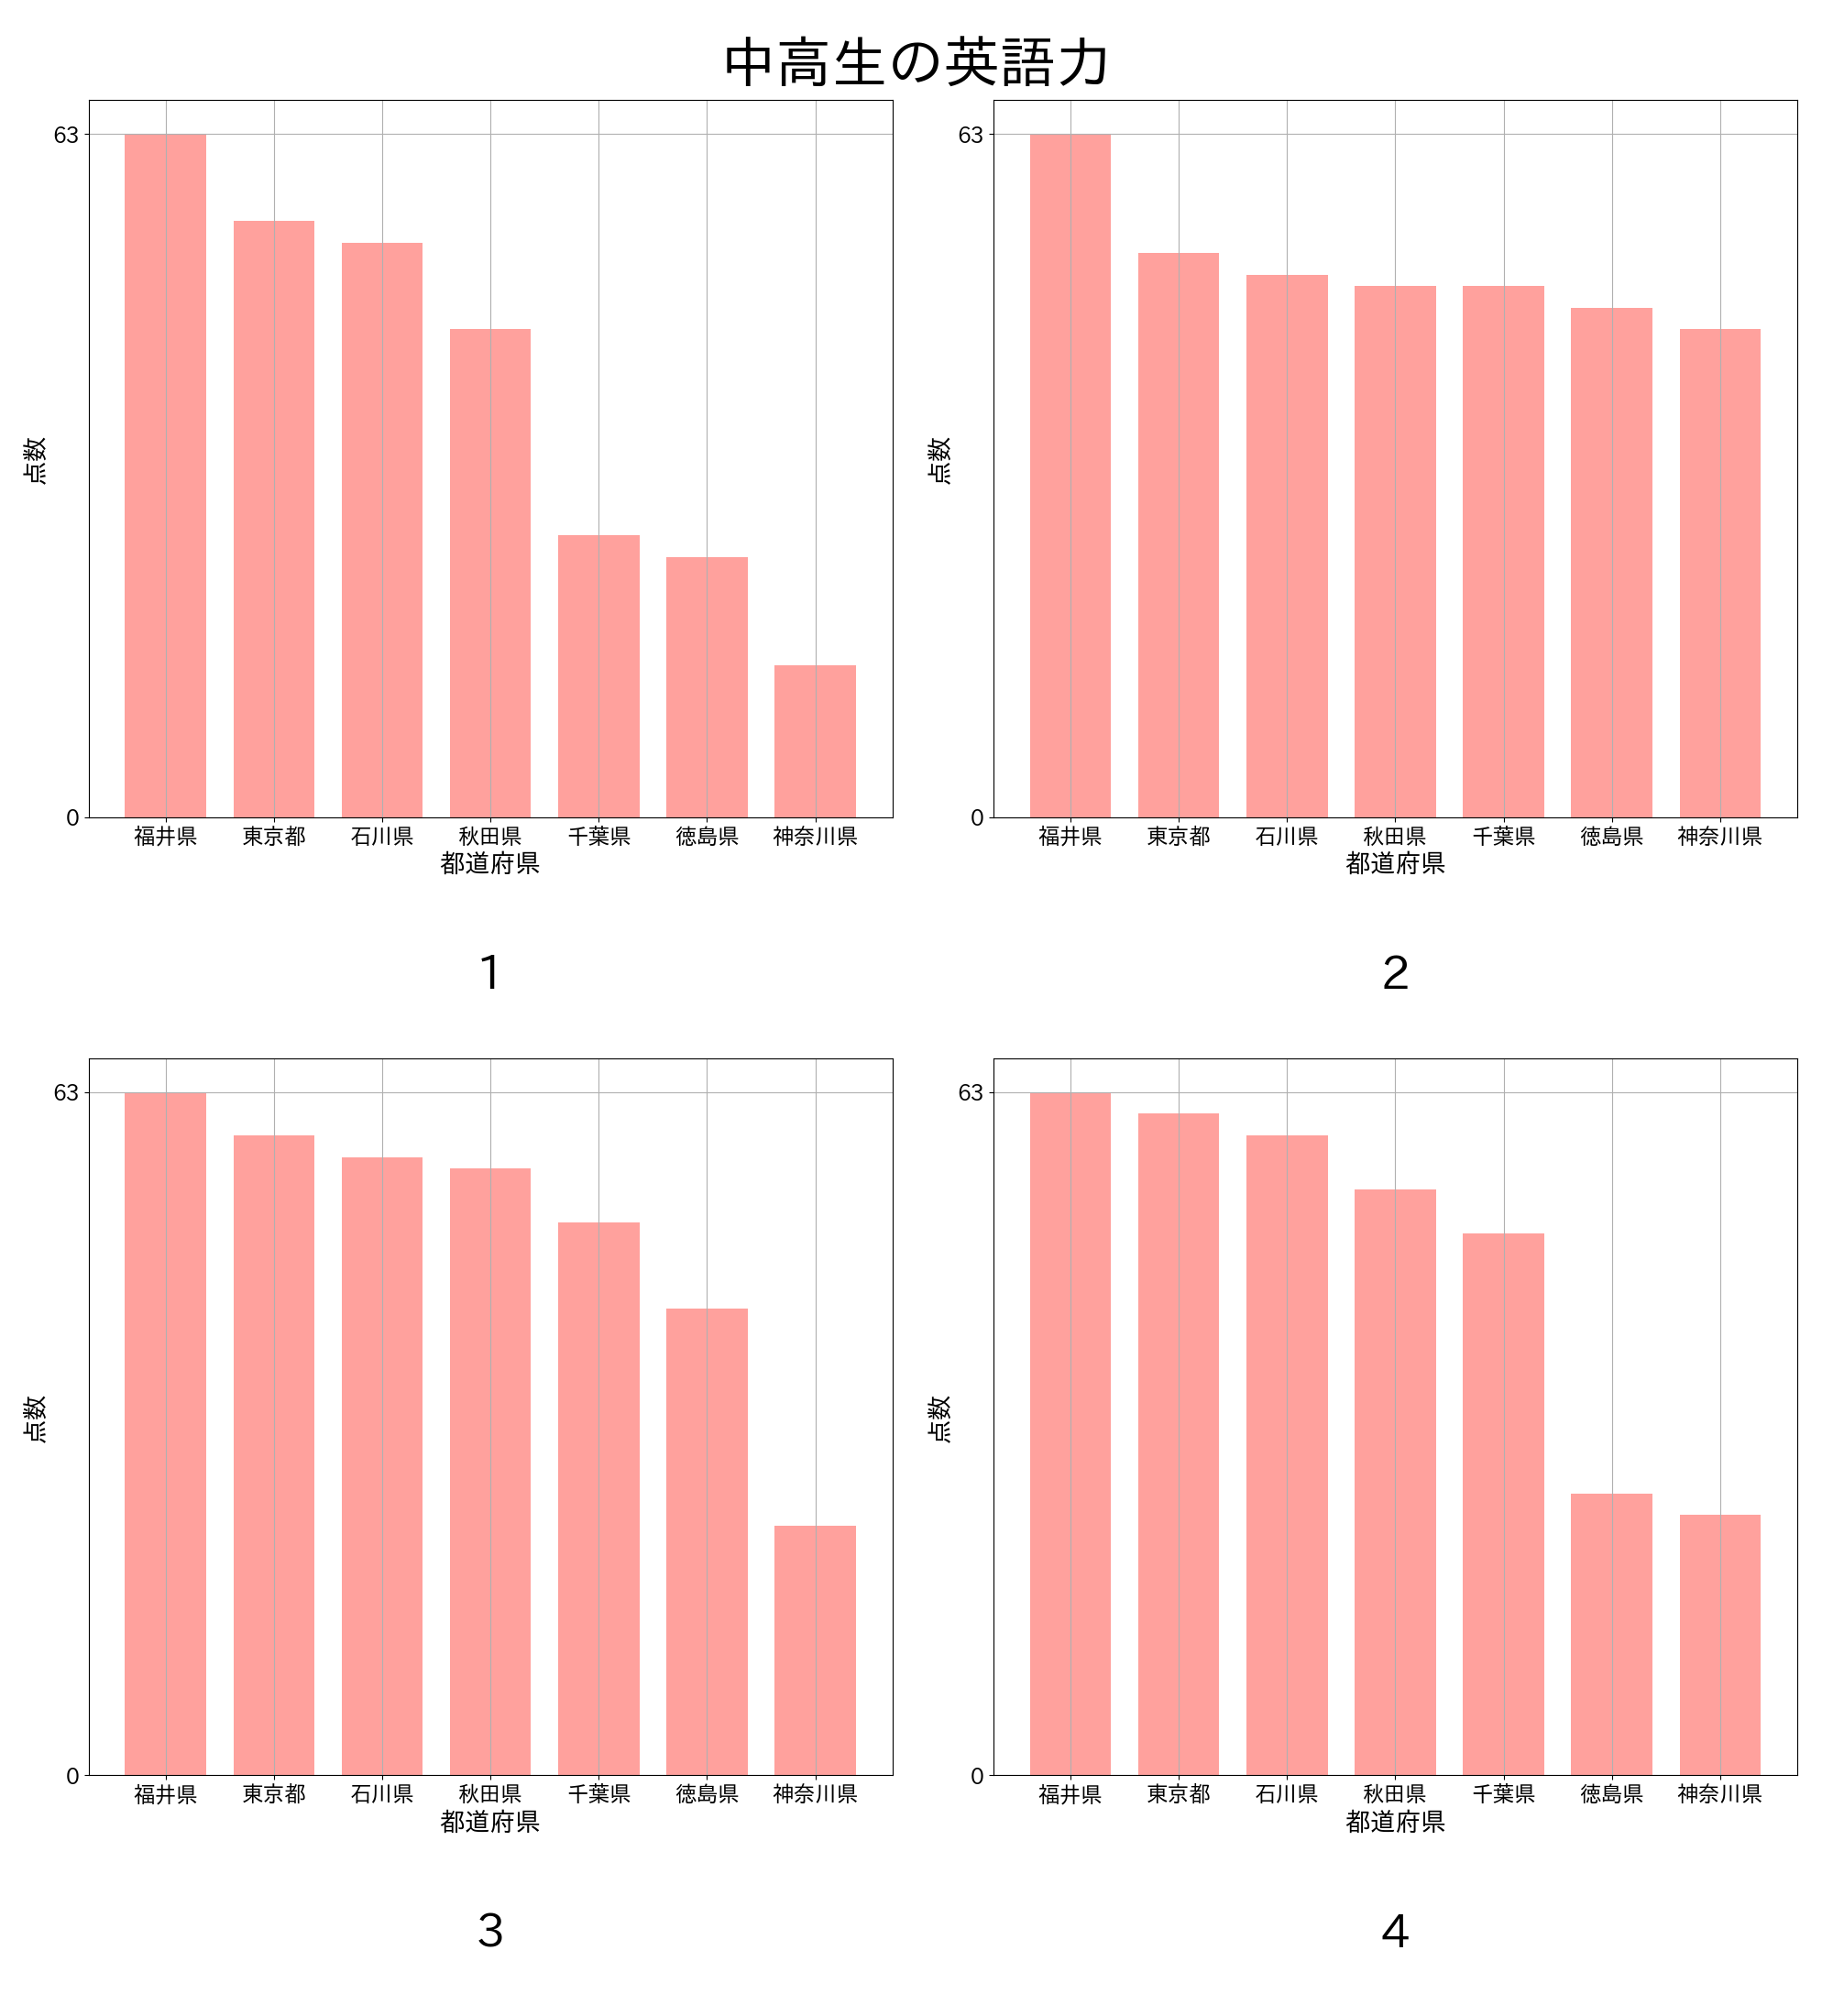 中高生の英語力
63
0
点数
福井県 東京都 石川県 秋田県 千葉県 徳島県 神奈川県
都道府県
1
63
0
点数
福井県 東京都 石川県 秋田県 千葉県 徳島県 神奈川県
都道府県
2
63
0
点数
福井県 東京都 石川県 秋田県 千葉県 徳島県 神奈川県
都道府県
3
63
0
点数
福井県 東京都 石川県 秋田県 千葉県 徳島県 神奈川県
都道府県
4